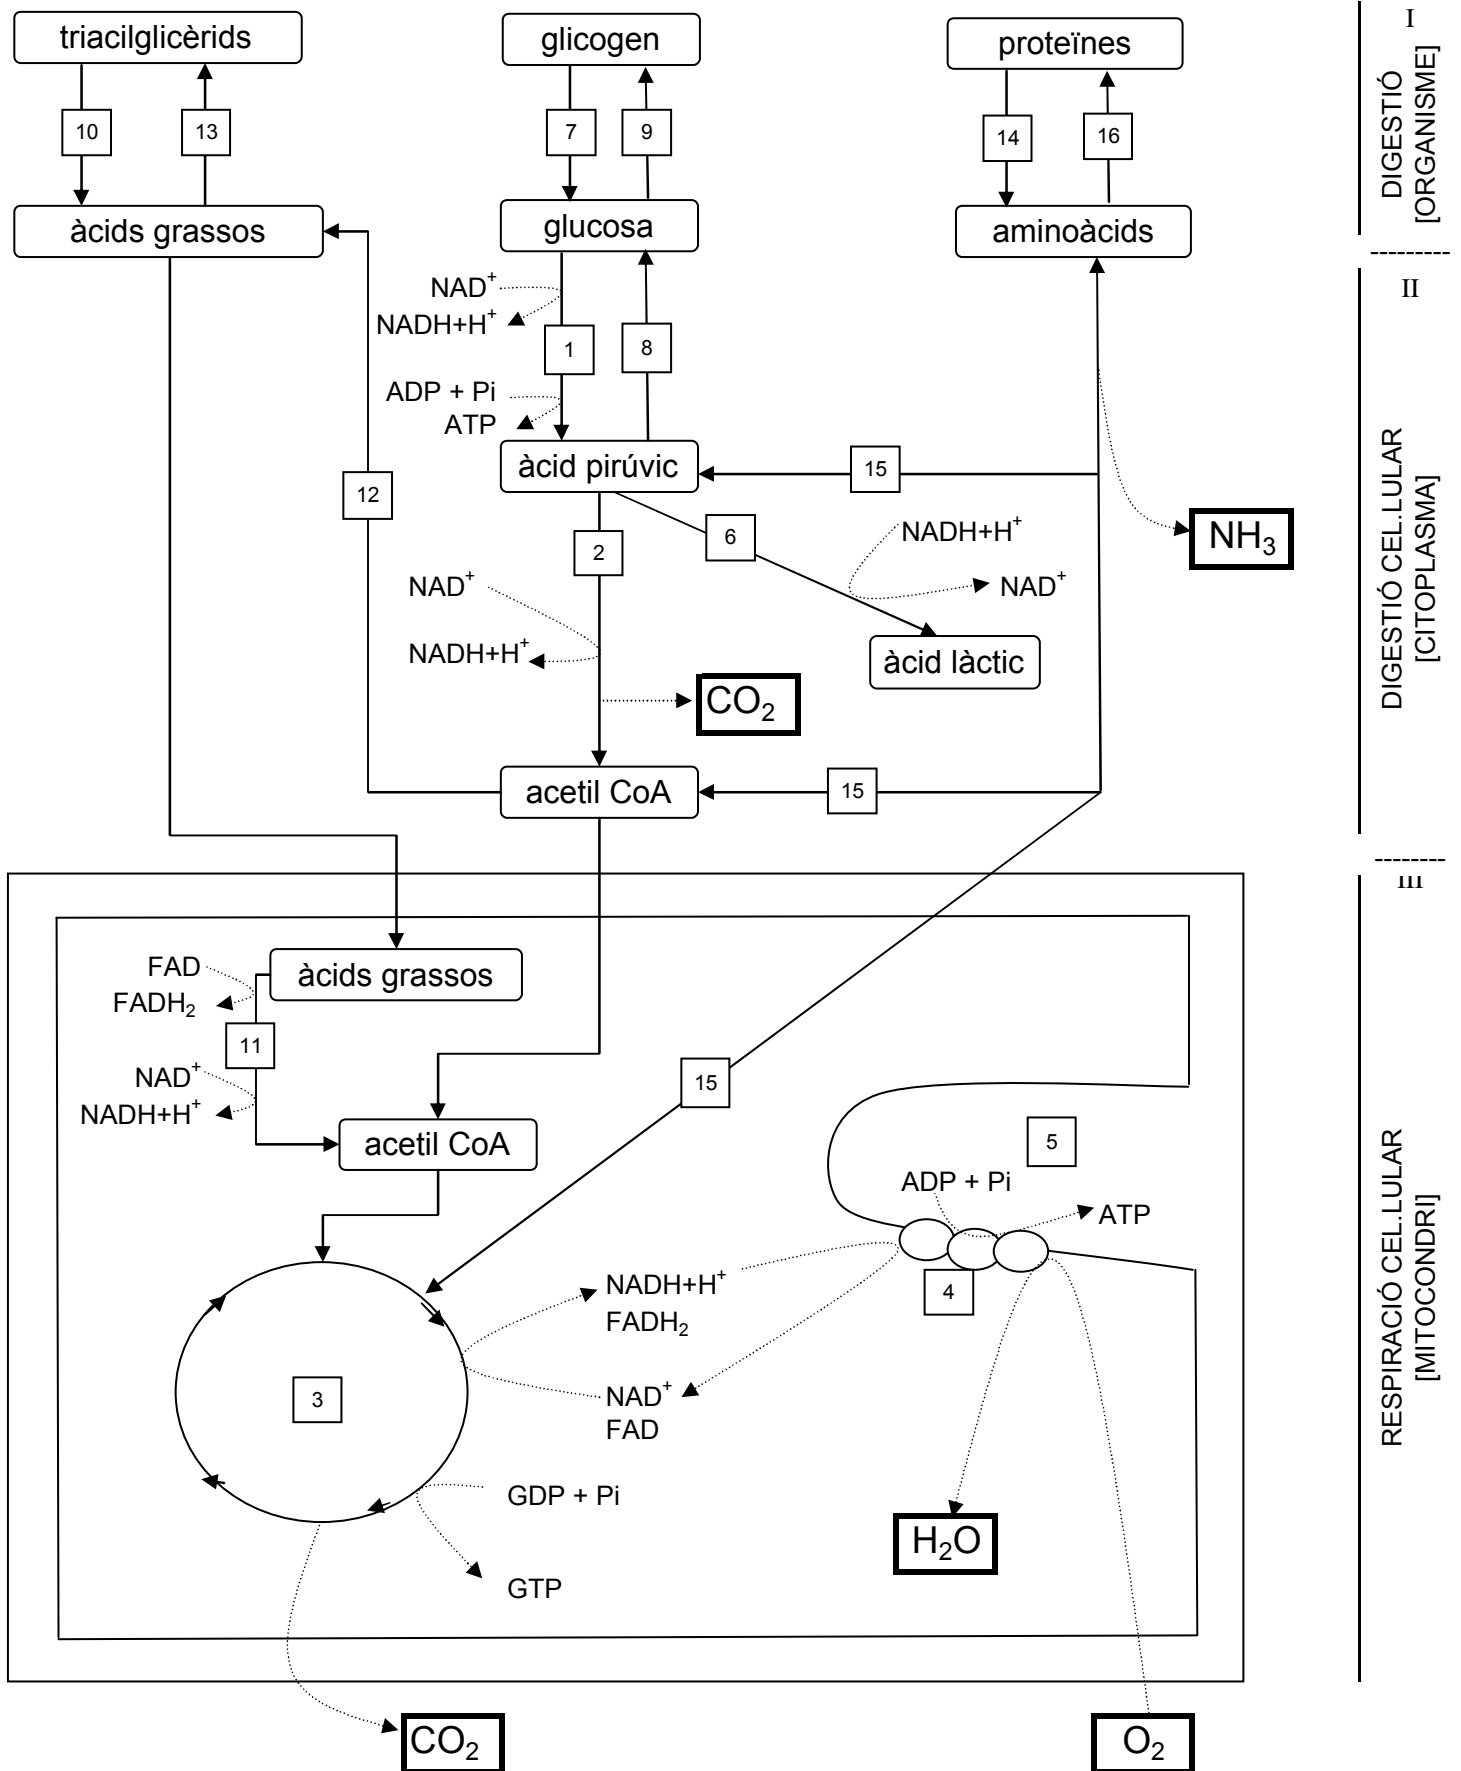 triacilglicèrids
glicogen
proteïnes
10
13
7
9
14
16
àcids grassos
glucosa
aminoàcids
I
DIGESTIÓ
[ORGANISME]
---------
II
NAD+
NADH+H+
1
8
ADP + Pi
ATP
àcid pirúvic
15
12
2
6
NADH+H+
NAD+
NH3
NAD+
NADH+H+
àcid làctic
CO2
acetil CoA
15
DIGESTIÓ CEL.LULAR
[CITOPLASMA]
--------
III
àcids grassos
FAD
FADH2
11
NAD+
NADH+H+
acetil CoA
15
5
ADP + Pi
ATP
4
NADH+H+
FADH2
NAD+
FAD
3
GDP + Pi
GTP
H2O
CO2
O2
RESPIRACIÓ CEL.LULAR
[MITOCONDRI]